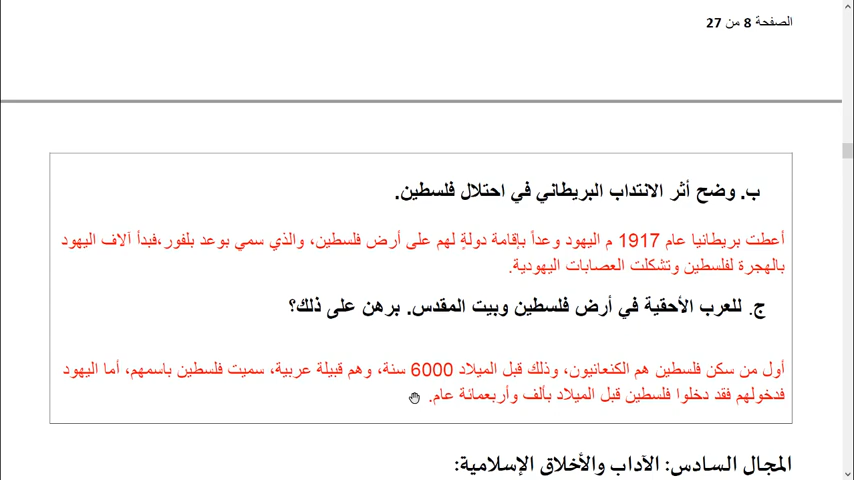 الصفحة 8 من 27
ب. وضح أثر الانتداب البريطاني في احتلال فلسطين.
أعطت بريطانيا عام 1917 م اليهود وعداً بإقامة دولةٍ لهم على أرض فلسطين، والذي سمي بوعد بلفور،فبدأ آلاف اليهود
بالهجرة لفلسطين وتشكلت العصابات اليهودية.
ج. للعرب الأحقية في أرض فلسطين وبيت المقدس. برهن على ذلك؟
أول من سكن فلسطين هم الكنعانيون، وذلك قبل الميلاد 6000 سنة، وهم قبيلة عربية، سميت فلسطين باسمهم، أما اليهود
فدخولهم فقد دخلوا فلسطين قبل الميلاد بألف وأربعمائة عام.
المجال السادس: الآداب والأخلاق الإسلامية: